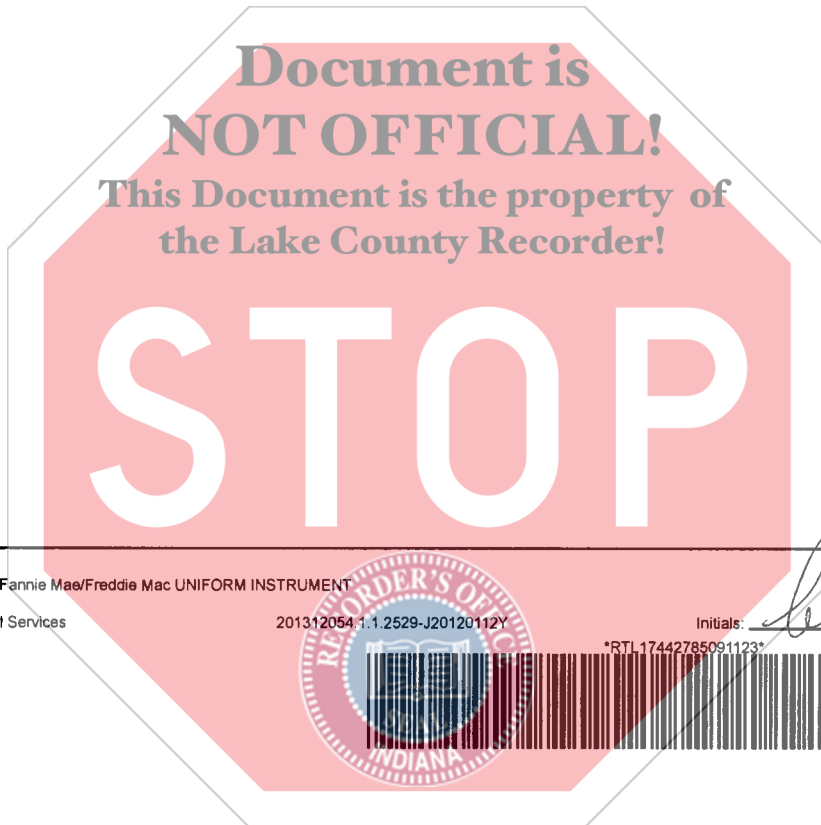 Document is
NOT OFFICIAL!
This Document is the property of
the Lake County Recorder!
STOP
Fannie Mae/Freddie Mac UNIFORM INSTRUMENT
Services
201312054.1.1.2529-J20120112Y
Initials:
*RTL17442785091123*
RECORDER'S OFFICE
SEAL
INDIANA